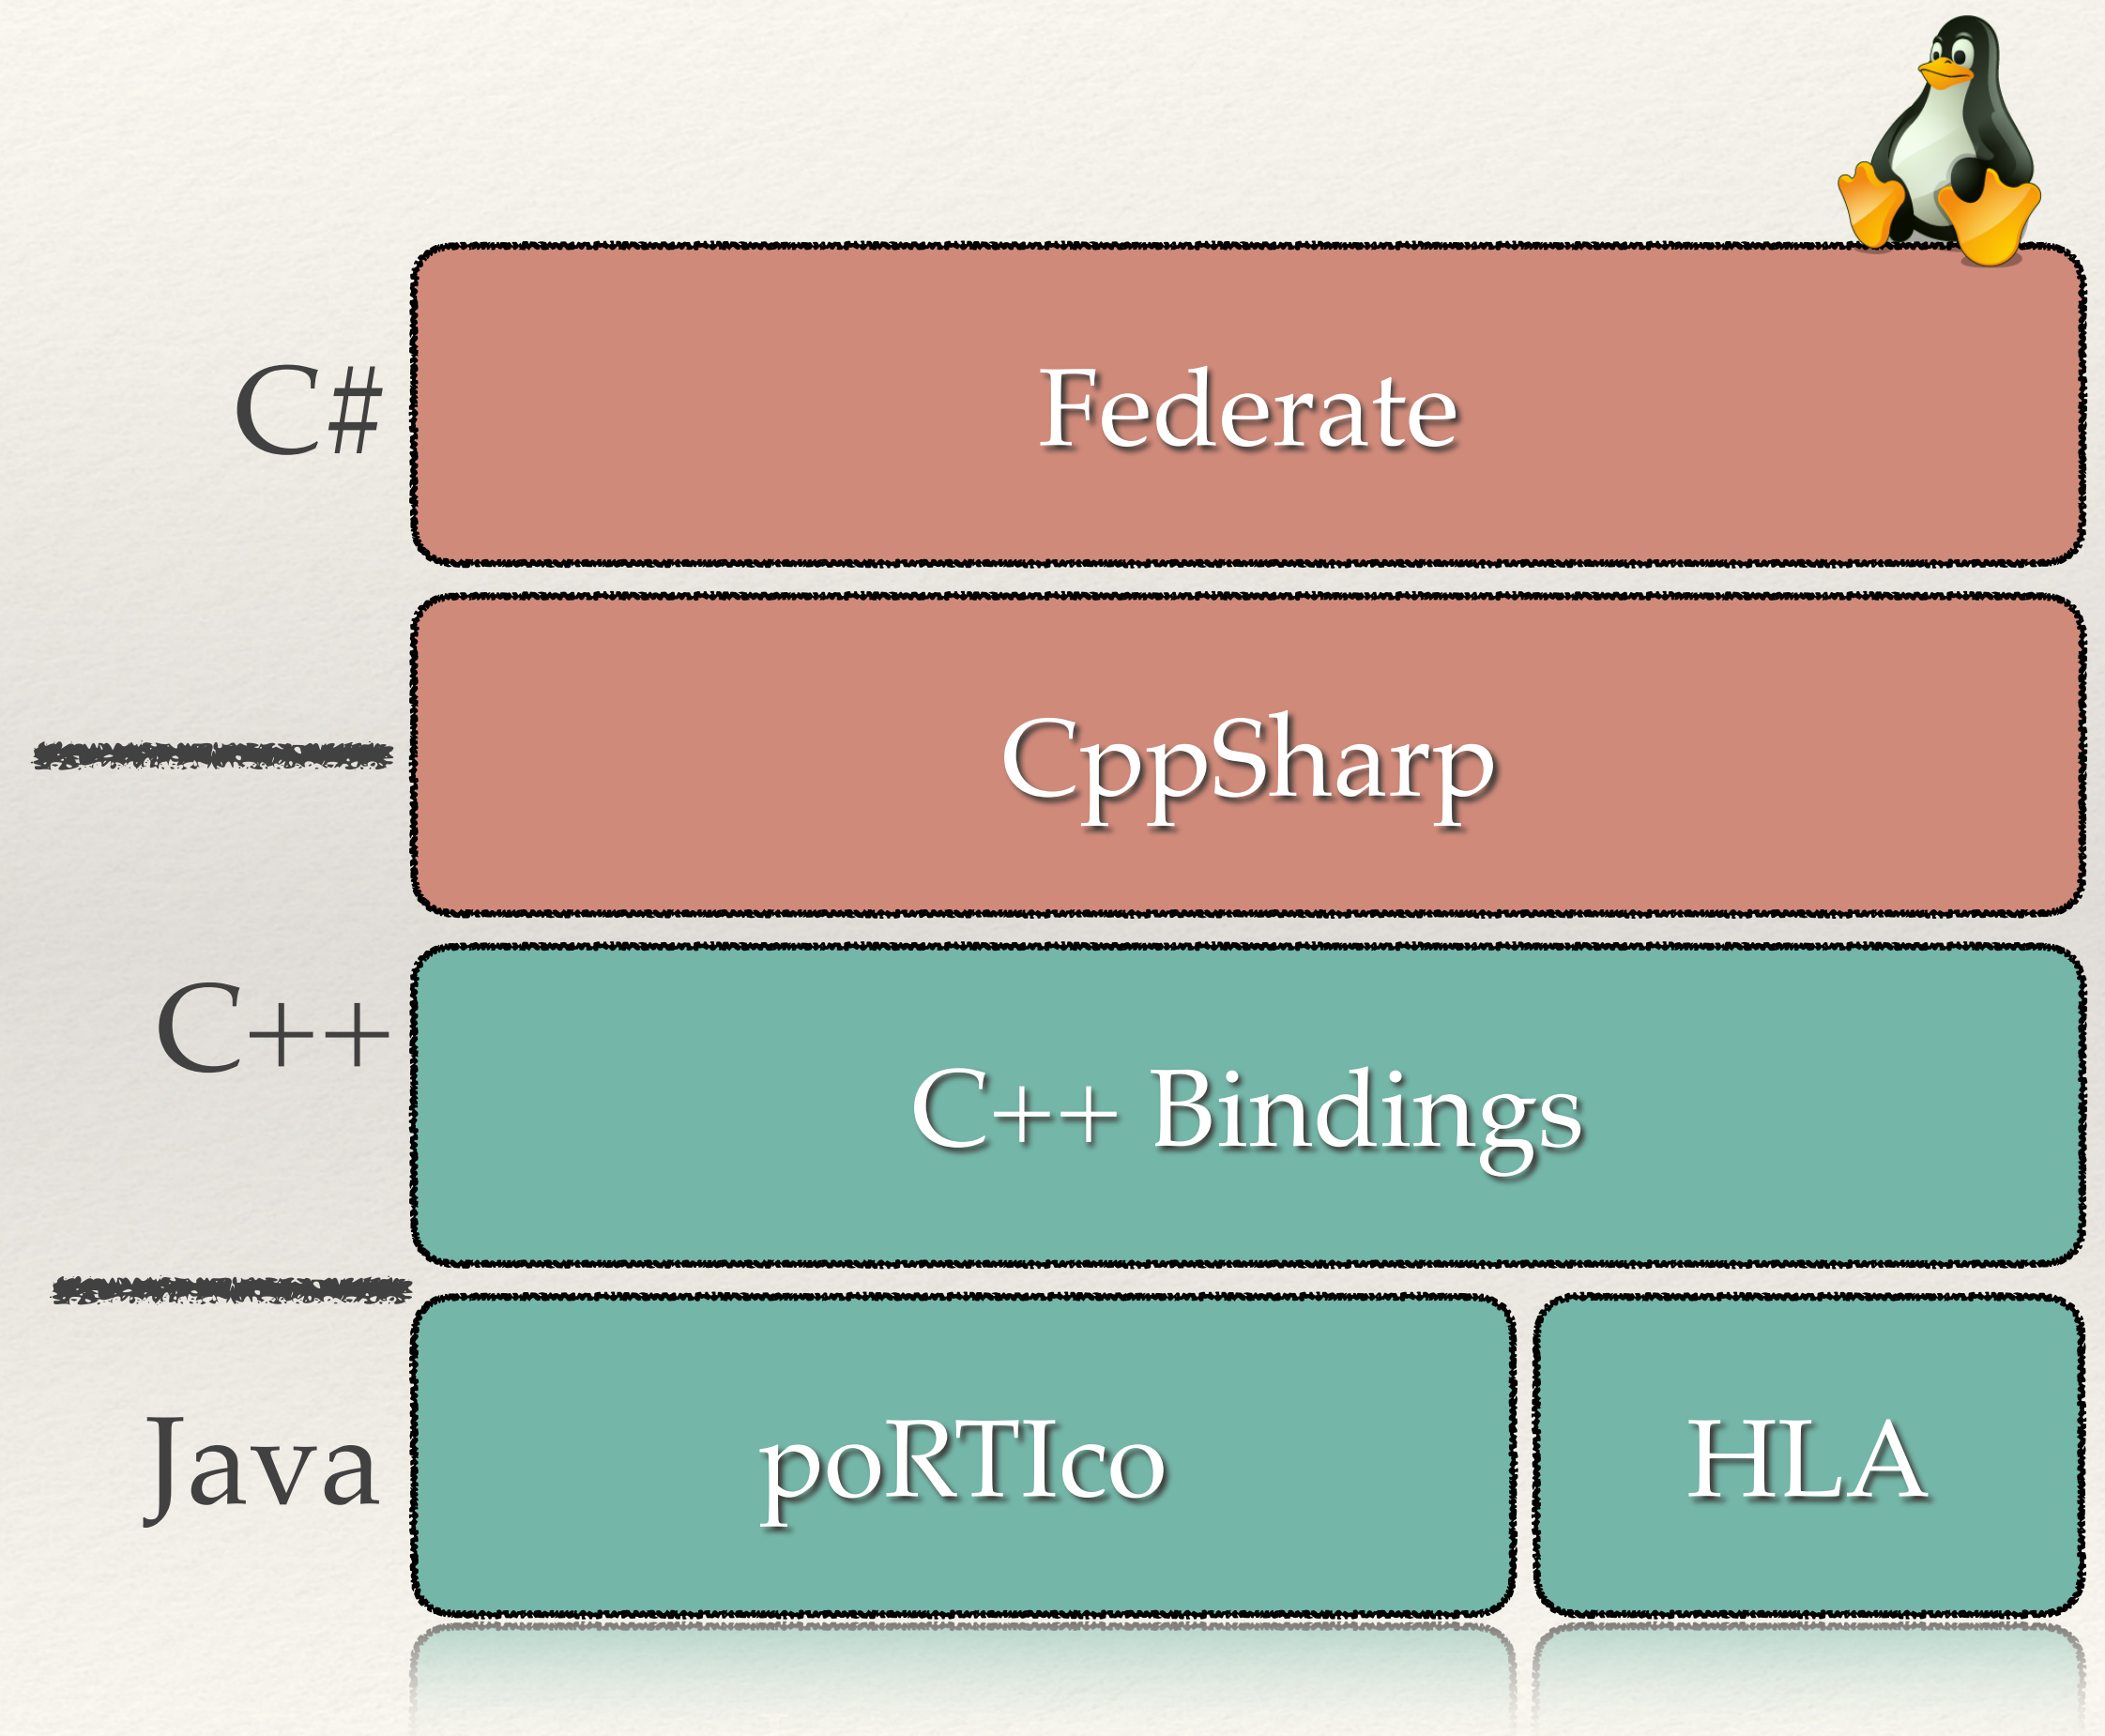 C#
Federate
CppSharp
C++
C++ Bindings
Java
poRTIco
HLA